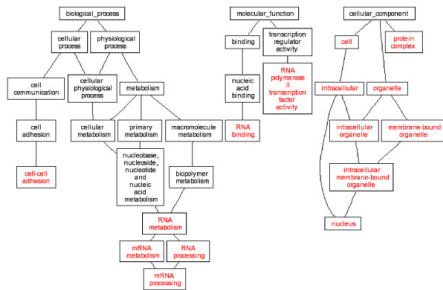 biological_process
molecular_function
cellular_component
cellular
process
physiological
process
binding
transcription
regulator
activity
cell
protein
complex
cell
communication
cellular
physiological
process
metabolism
nucleic
acid
binding
RNA
polymerase
II
transcription
factor
activity
intracellular
organelle
cell
adhesion
cellular
metabolism
primary
metabolism
macromolecule
metabolism
RNA
binding
intracellular
organelle
membrane-bound
organelle
cell-cell
adhesion
nucleobase,
nucleoside,
nucleotide
and
nucleic
acid metabolism
biopolymer
metabolism
intracellular
membrane-bound
organelle
RNA
metabolism
nucleus
mRNA
metabolism
RNA
processing
mRNA
processing